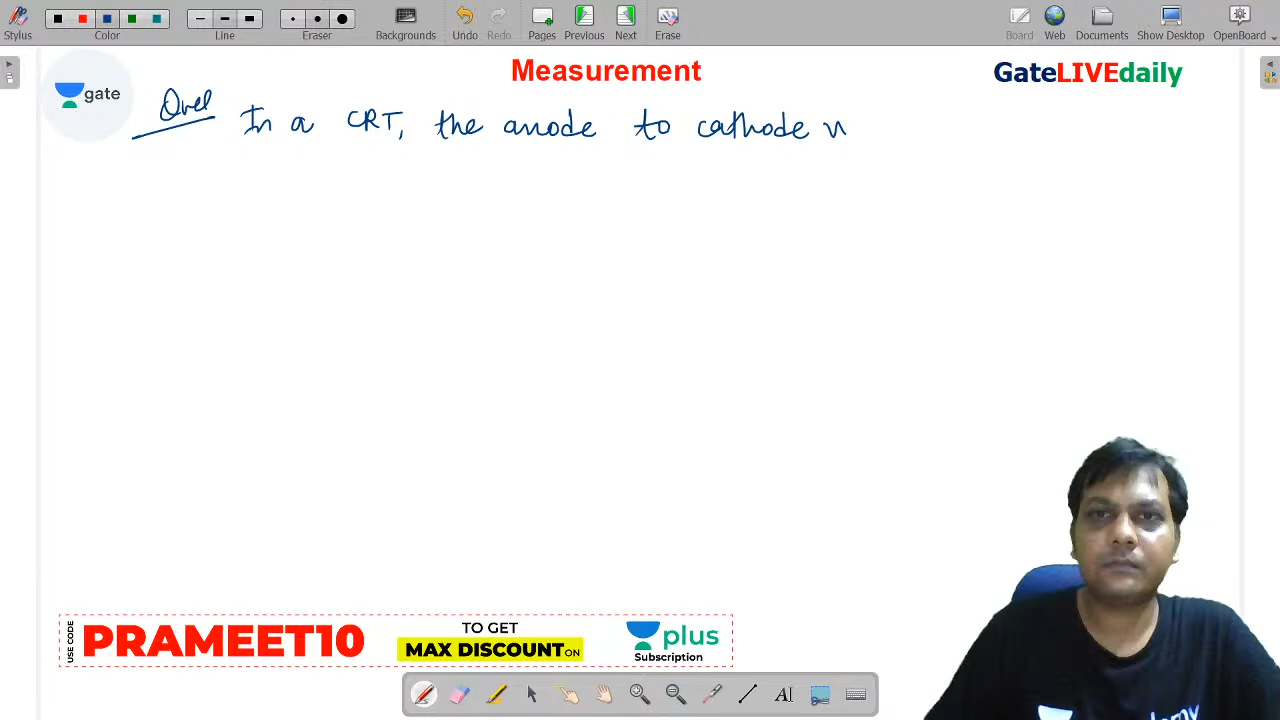 Stylus
Color
Line
Eraser
Backgrounds
Undo
Redo
Pages
Previous
Next
Erase
Board
Web
Documents
Show Desktop
OpenBoard
gate
Measurement
GateLIVEdaily
In a CRT, the anode to cathode
USE CODE
PRAMEET10
TO GET
MAX DISCOUNT ON
plus
Subscription